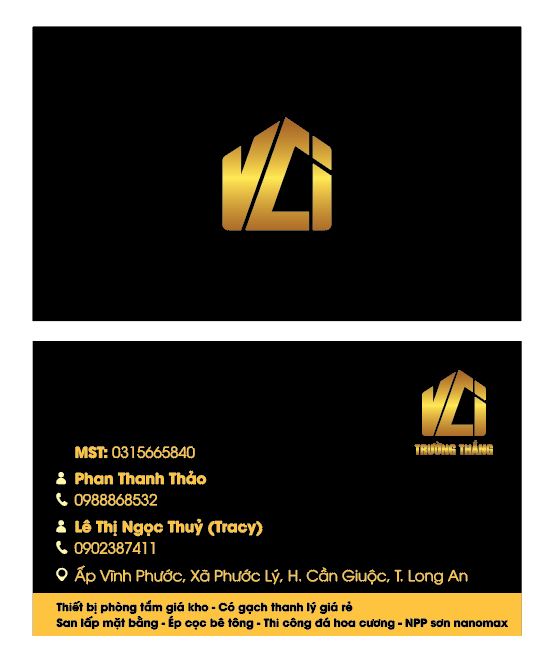 VCI
VCI
TRƯỜNG THẮNG
MST: 0315665840
Phan Thanh Thảo
0988868532
Lê Thị Ngọc Thuỷ (Tracy)
0902387411
Ấp Vĩnh Phước, Xã Phước Lý, H. Cần Giuộc, T. Long An
Thiết bị phòng tắm giá kho - Có gạch thanh lý giá rẻ
San lấp mặt bằng - Ép cọc bê tông - Thi công đá hoa cương - NPP sơn nanomax